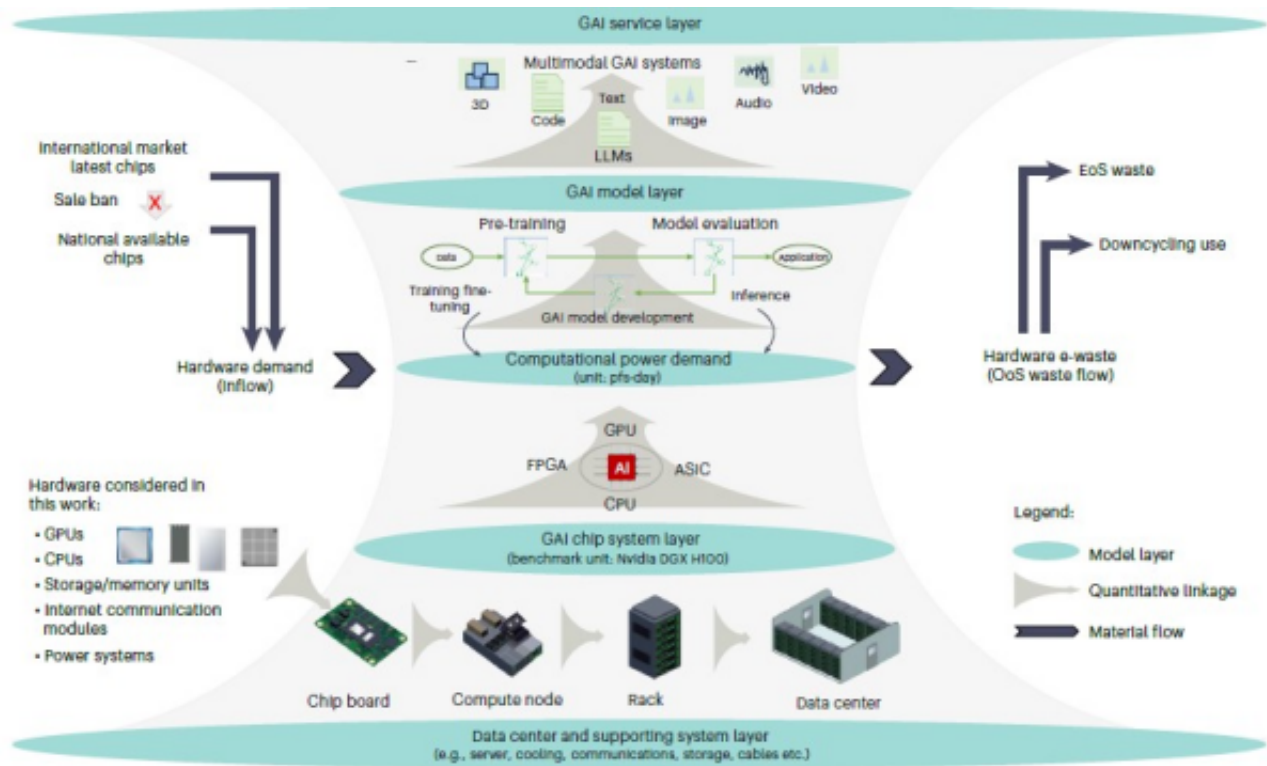 GAI service layer
Multimodal GAI systems
3D
Code
Text
Image
Audio
Video
LLMs
International market
latest chips
Sale ban
X
National available
chips
Hardware demand
(inflow)
GAI model layer
Pre-training
Model evaluation
Data
Application
Training fine-
tuning
Inference
GAI model development
Computational power demand
(unit: pfs-day)
EoS waste
Downcycling use
Hardware e-waste
(OoS waste flow)
GPU
FPGA
AI
ASIC
CPU
GAI chip system layer
(benchmark unit: Nvidia DGX H100)
Hardware considered in
this work:
• GPUs
• CPUs
• Storage/memory units
• Internet communication
modules
• Power systems
Chip board
Compute node
Rack
Data center
Legend:
Model layer
Quantitative linkage
Material flow
Data center and supporting system layer
(e.g., server, cooling, communications, storage, cables etc.)